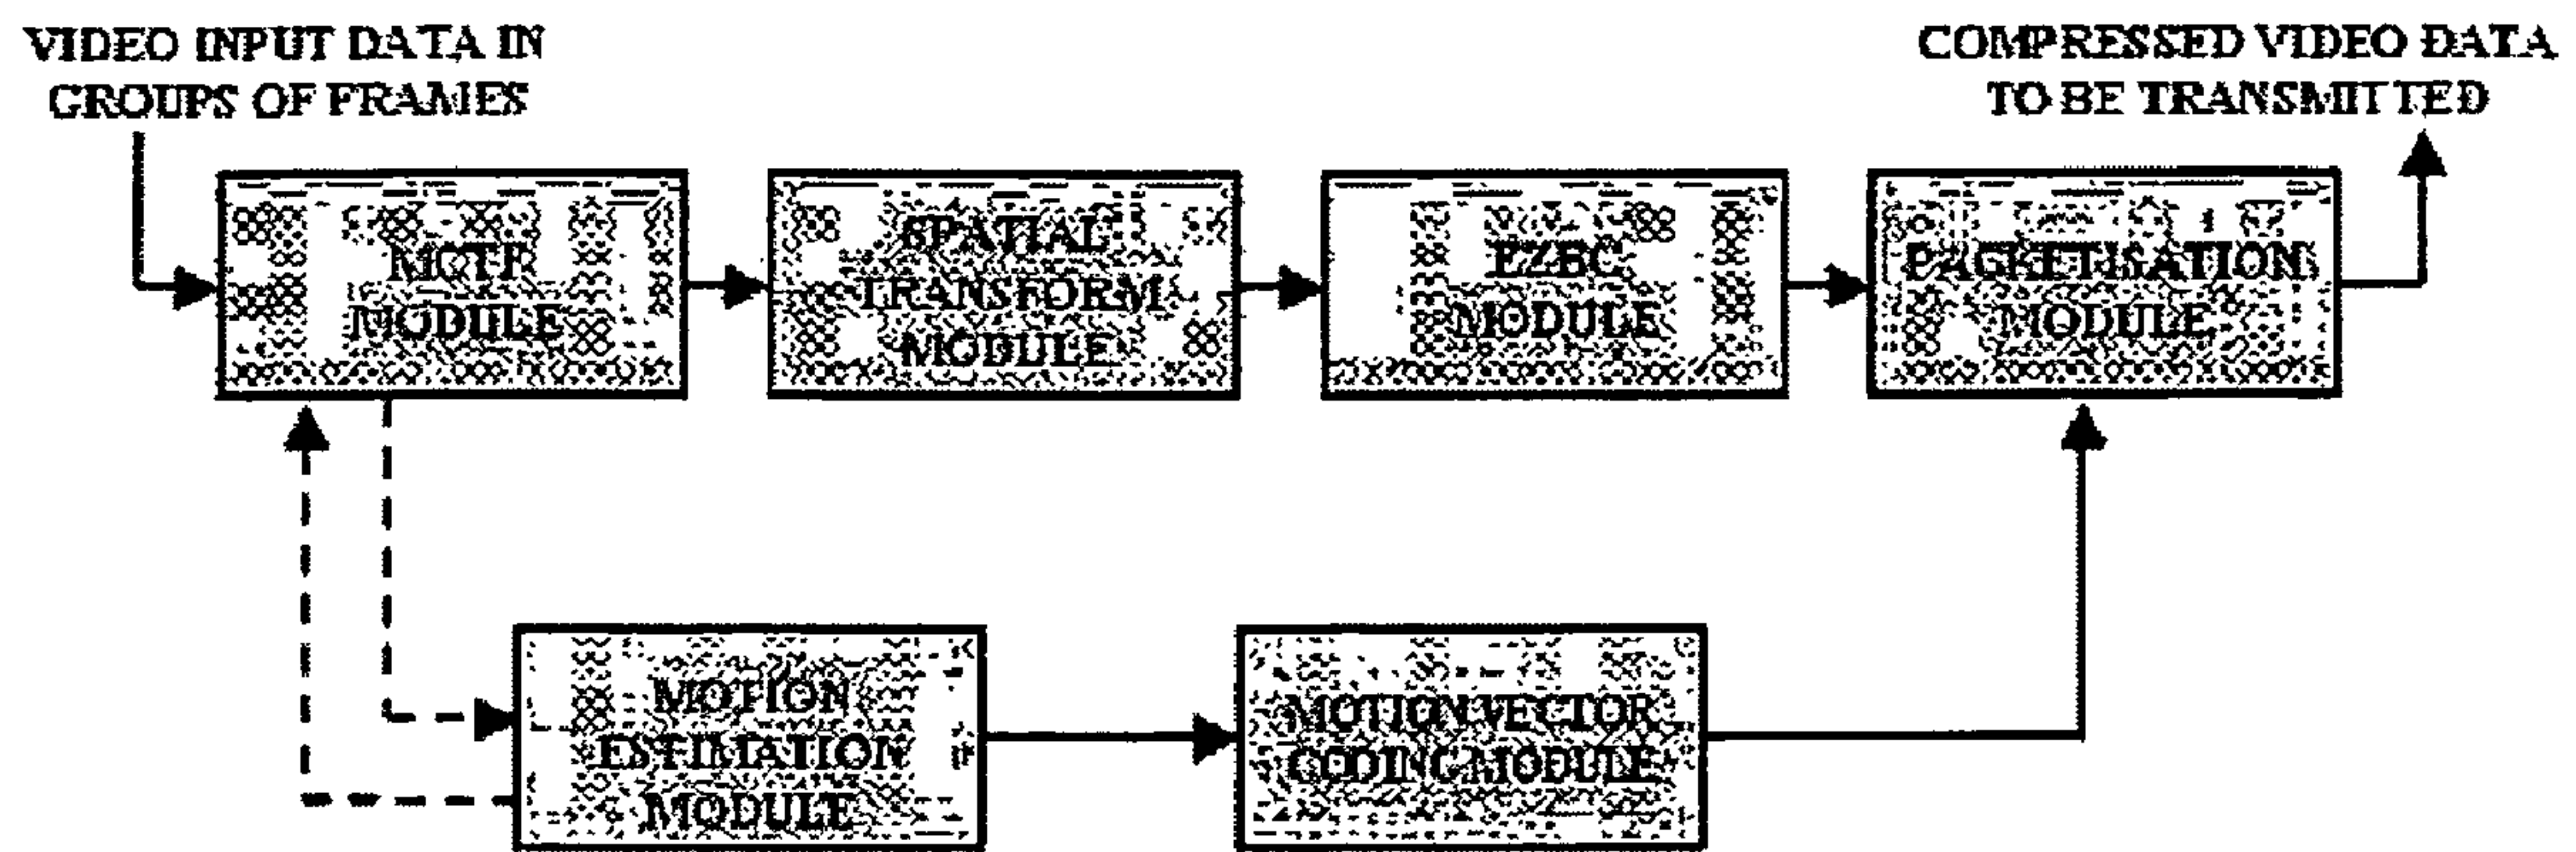 VIDEO INPUT DATA IN
GROUPS OF FRAMES
COMPRESSED VIDEO DATA
TO BE TRANSMITTED
MCTF
MODULE
SPATIAL
TRANSFORM
MODULE
EZBC
MODULE
PACKETISATION
MODULE
MOTION
ESTIMATION
MODULE
MOTION VECTOR
CODING MODULE